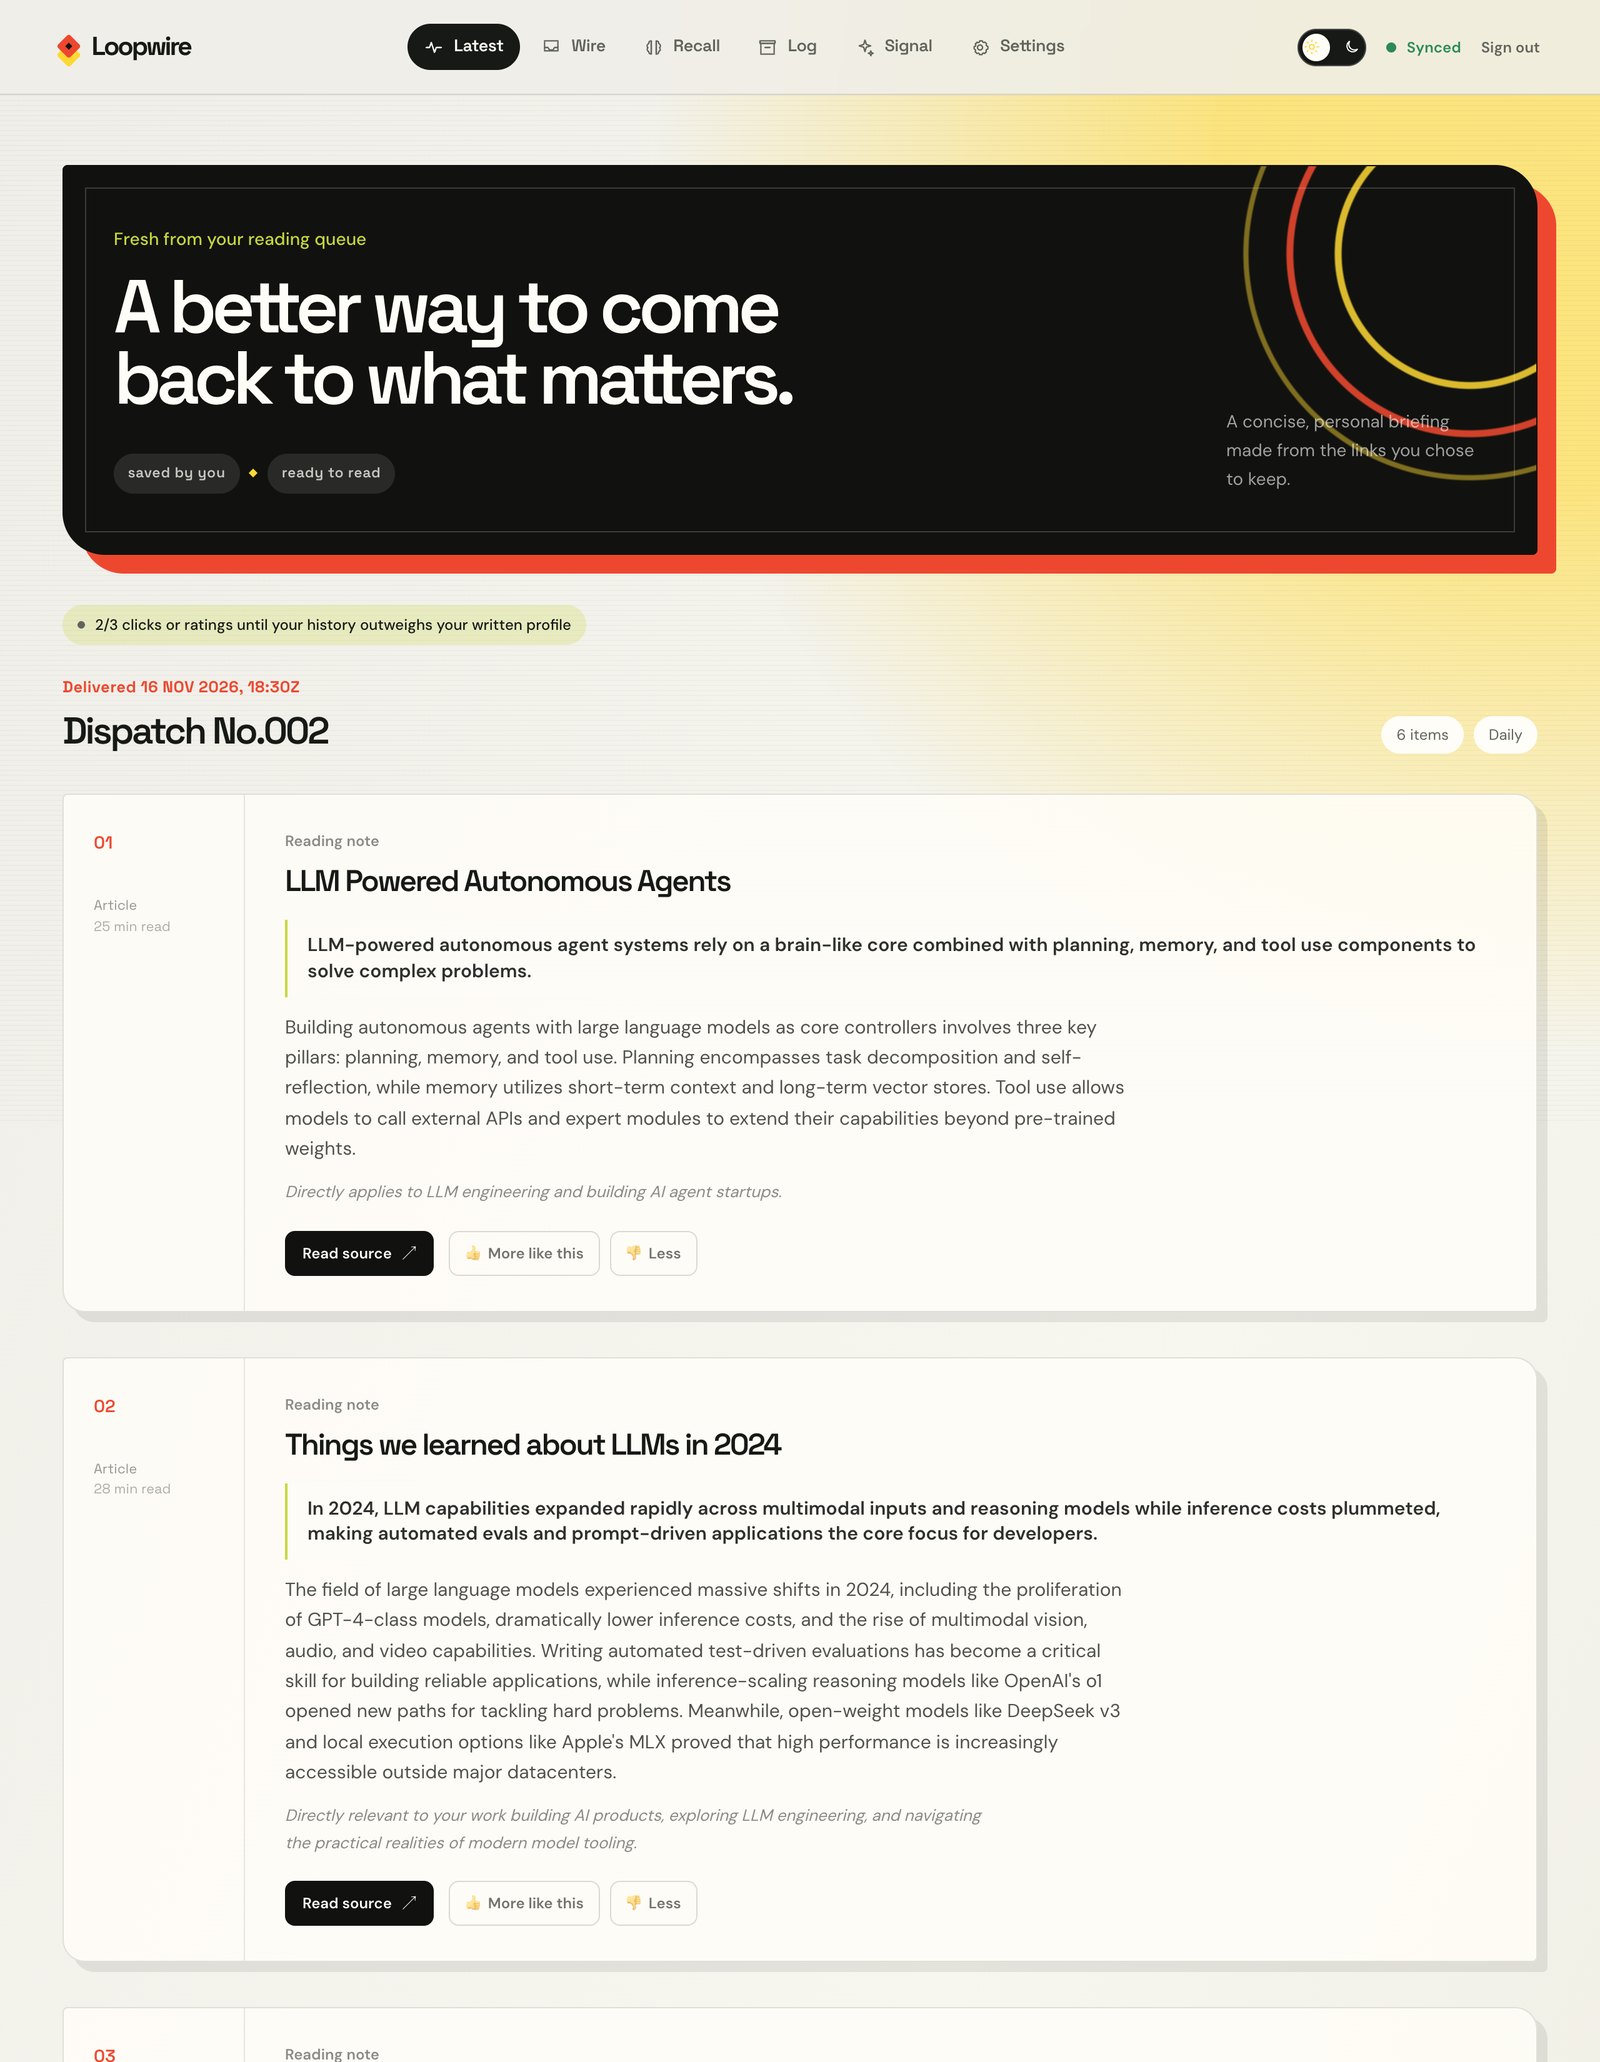 Loopwire
Latest
Wire
Recall
Log
Signal
Settings
Synced
Sign out
Fresh from your reading queue
A better way to come
back to what matters.
saved by you
ready to read
A concise, personal briefing
made from the links you chose
to keep.
2/3 clicks or ratings until your history outweighs your written profile
Delivered 16 NOV 2026, 18:30Z
Dispatch No.002
6 items
Daily
01
Article
25 min read
Reading note
LLM Powered Autonomous Agents
LLM-powered autonomous agent systems rely on a brain-like core combined with planning, memory, and tool use components to
solve complex problems.
Building autonomous agents with large language models as core controllers involves three key
pillars: planning, memory, and tool use. Planning encompasses task decomposition and self-
reflection, while memory utilizes short-term context and long-term vector stores. Tool use allows
models to call external APIs and expert modules to extend their capabilities beyond pre-trained
weights.
Directly applies to LLM engineering and building AI agent startups.
Read source ↗
👍 More like this
👎 Less
02
Article
28 min read
Reading note
Things we learned about LLMs in 2024
In 2024, LLM capabilities expanded rapidly across multimodal inputs and reasoning models while inference costs plummeted,
making automated evals and prompt-driven applications the core focus for developers.
The field of large language models experienced massive shifts in 2024, including the proliferation
of GPT-4-class models, dramatically lower inference costs, and the rise of multimodal vision,
audio, and video capabilities. Writing automated test-driven evaluations has become a critical
skill for building reliable applications, while inference-scaling reasoning models like OpenAI's o1
opened new paths for tackling hard problems. Meanwhile, open-weight models like DeepSeek v3
and local execution options like Apple's MLX proved that high performance is increasingly
accessible outside major datacenters.
Directly relevant to your work building AI products, exploring LLM engineering, and navigating
the practical realities of modern model tooling.
Read source ↗
👍 More like this
👎 Less
03
Reading note